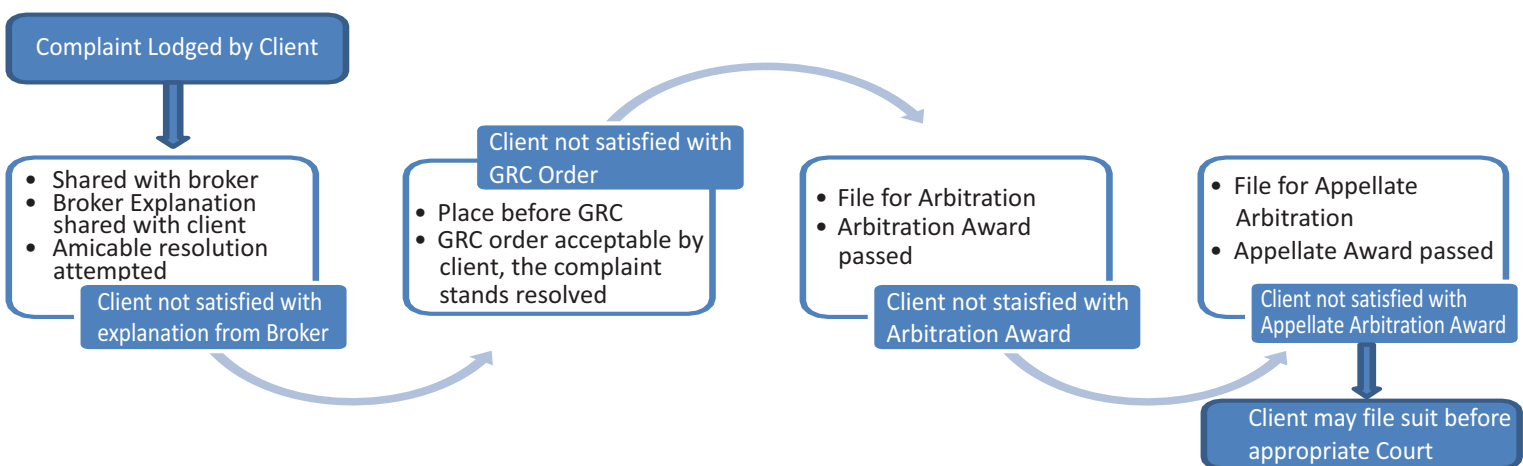 Complaint Lodged by Client
• Shared with broker
• Broker Explanation
shared with client
• Amicable resolution
attempted
Client not satisfied with
explanation from Broker
Client not satisfied with
GRC Order
• Place before GRC
• GRC order acceptable by
client, the complaint
stands resolved
• File for Arbitration
• Arbitration Award
passed
Client not staisfied with
Arbitration Award
• File for Appellate
Arbitration
• Appellate Award passed
Client not satisfied with
Appellate Arbitration Award
Client may file suit before
appropriate Court